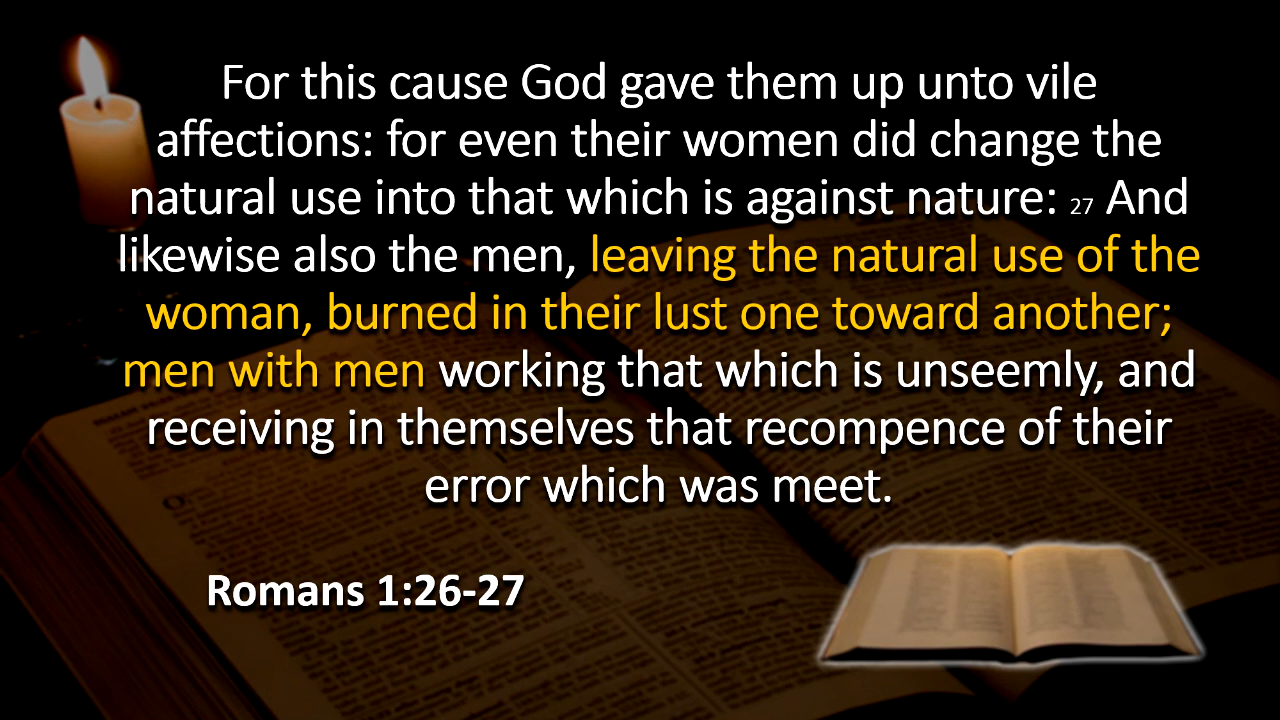 For this cause God gave them up unto vile
affections: for even their women did change the
natural use into that which is against nature: 27 And
likewise also the men, leaving the natural use of the
woman, burned in their lust one toward another;
men with men working that which is unseemly, and
receiving in themselves that recompence of their
error which was meet.
Romans 1:26-27